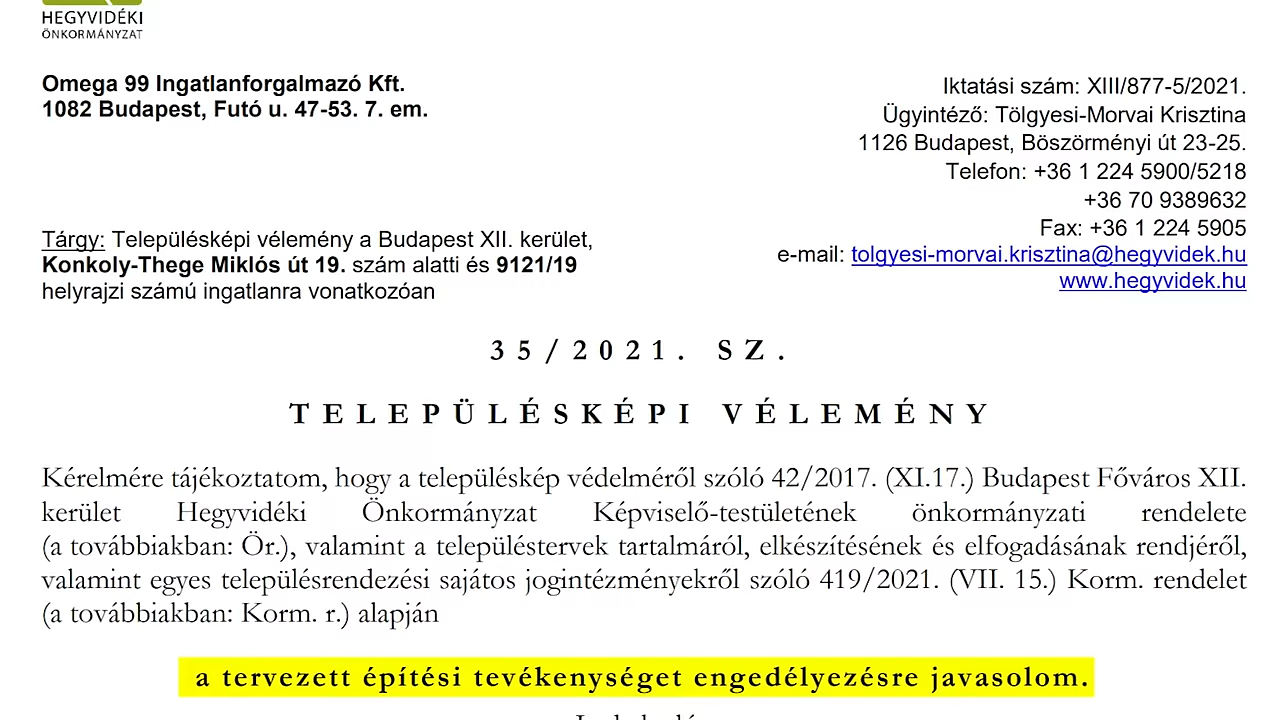 HEGYVIDÉKI
ÖNKORMÁNYZAT
Omega 99 Ingatlanforgalmazó Kft.
1082 Budapest, Futó u. 47-53. 7. em.
Iktatási szám: XIII/877-5/2021.
Ügyintéző: Tölgyesi-Morvai Krisztina
1126 Budapest, Böszörményi út 23-25.
Telefon: +36 1 224 5900/5218
+36 70 9389632
Fax: +36 1 224 5905
e-mail: tolgyesi-morvai.krisztina@hegyvidek.hu
www.hegyvidek.hu
Tárgy: Településképi vélemény a Budapest XII. kerület,
Konkoly-Thege Miklós út 19. szám alatti és 9121/19
helyrajzi számú ingatlanra vonatkozóan
35/2021. SZ.
TELEPÜLÉSKÉPI VÉLEMÉNY
Kérelmére tájékoztatom, hogy a településkép védelméről szóló 42/2017. (XI.17.) Budapest Főváros XII.
kerület Hegyvidéki Önkormányzat Képviselő-testületének önkormányzati rendelete
(a továbbiakban: Ör.), valamint a településtervek tartalmáról, elkészítésének és elfogadásának rendjéről,
valamint egyes településrendezési sajátos jogintézményekről szóló 419/2021. (VII. 15.) Korm. rendelet
(a továbbiakban: Korm. r.) alapján
a tervezett építési tevékenységet engedélyezésre javasolom.